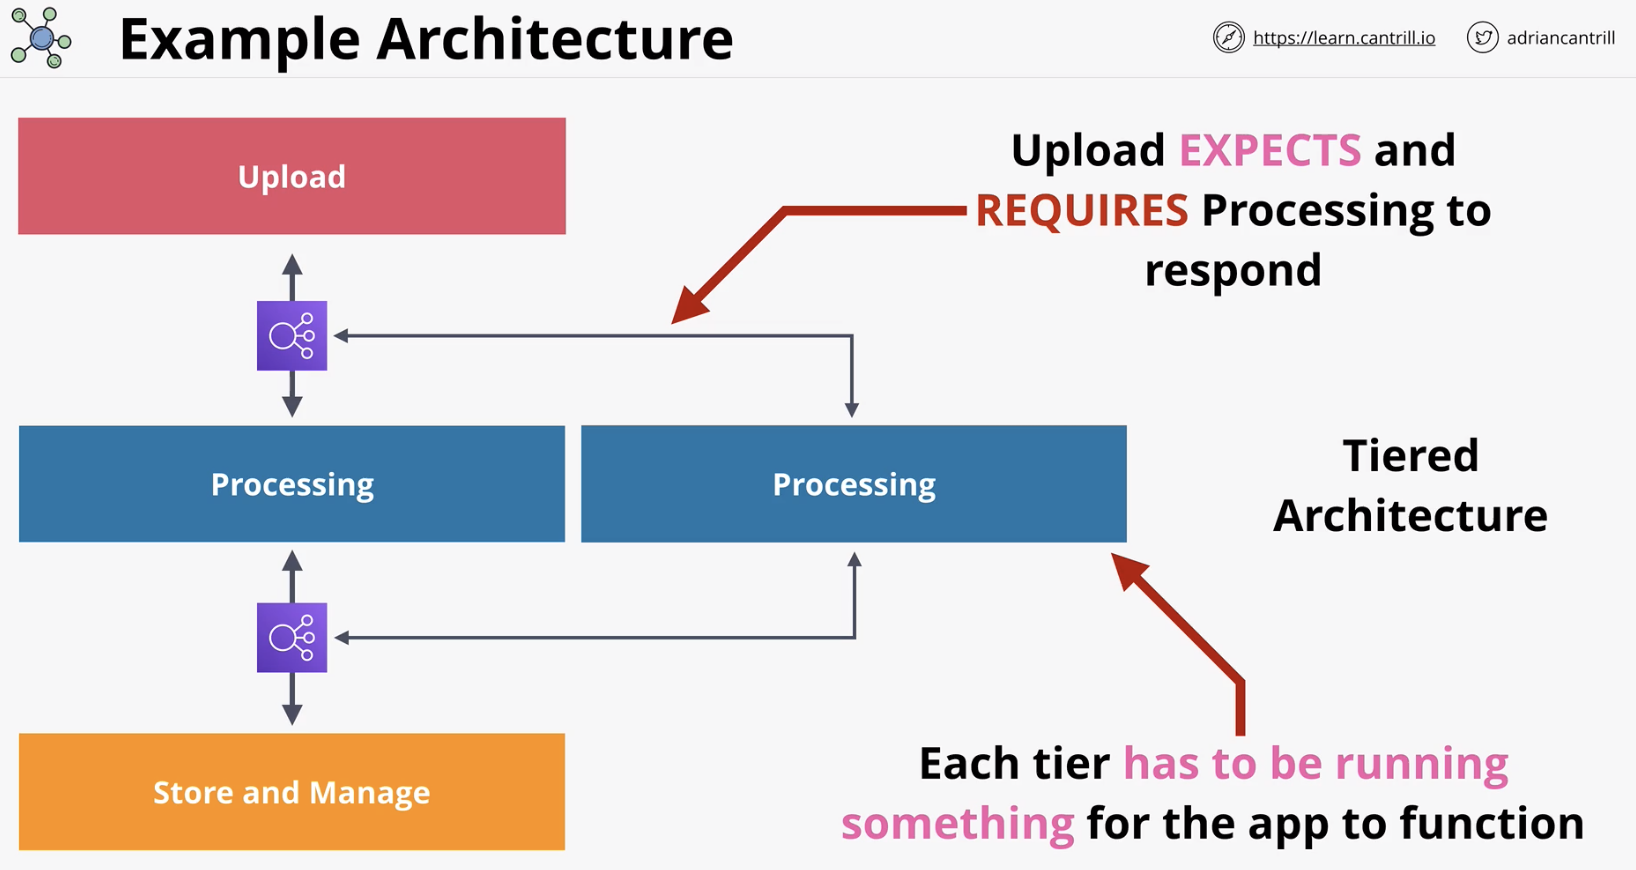 Example Architecture
https://learn.cantrill.io
adriancantrill
Upload
Upload EXPECTS and
REQUIRES Processing to
respond
Processing
Processing
Tiered
Architecture
Store and Manage
Each tier has to be running
something for the app to function